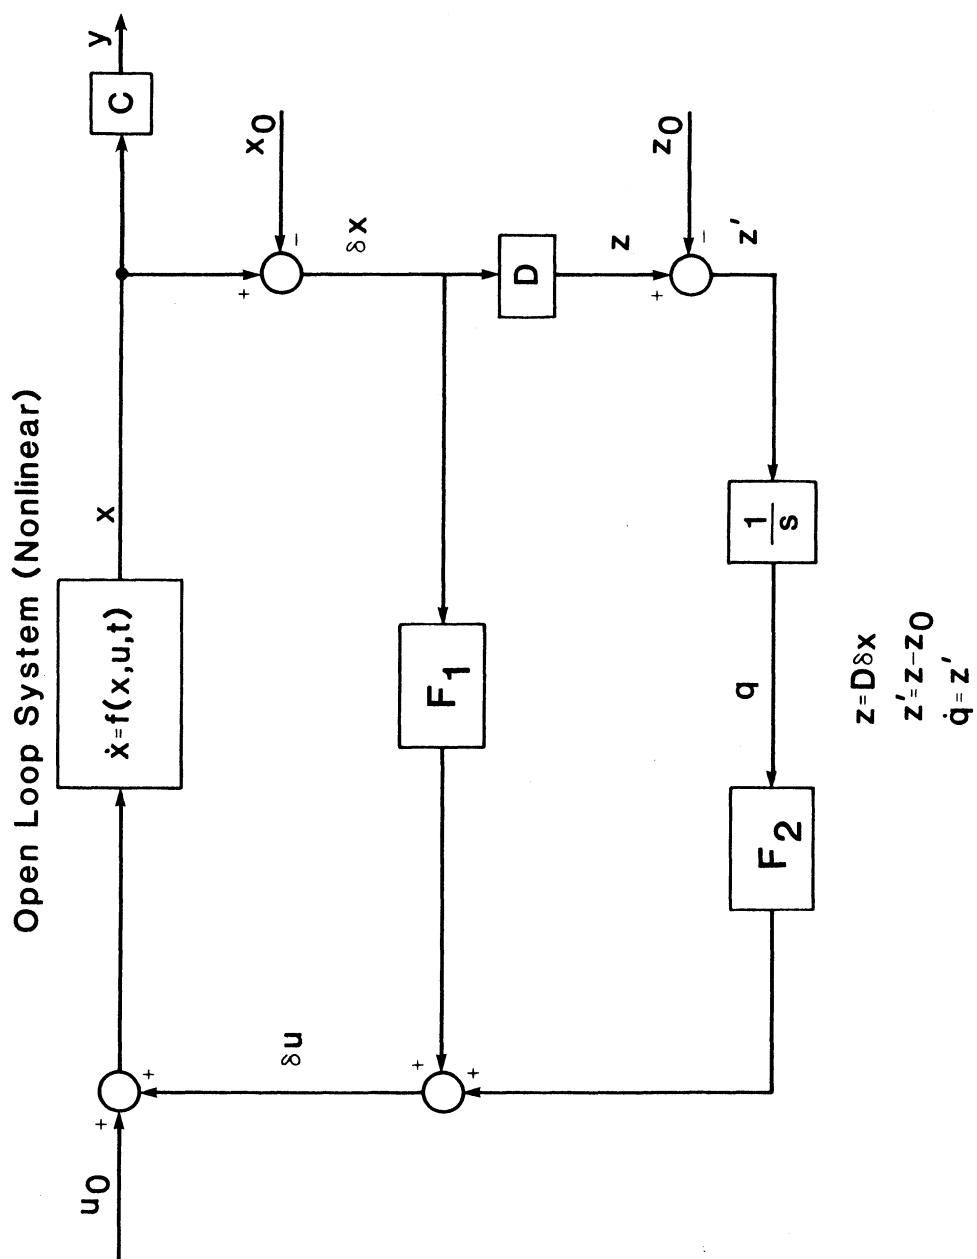 Open Loop System (Nonlinear)
u0
+
+
ẋ=f(x,u,t)
x
C
y
δu
+
-
x0
δx
+
+
F1
D
z
+
-
z0
z'
F2
q
1/s
z=Dδx
z'=z-z0
q̇=z'